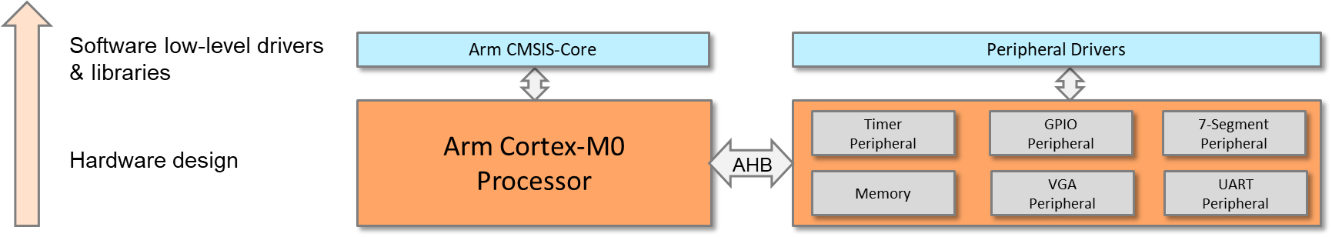 Software low-level drivers
& libraries
Arm CMSIS-Core
Peripheral Drivers
Hardware design
Arm Cortex-M0
Processor
AHB
Timer
Peripheral
GPIO
Peripheral
7-Segment
Peripheral
Memory
VGA
Peripheral
UART
Peripheral